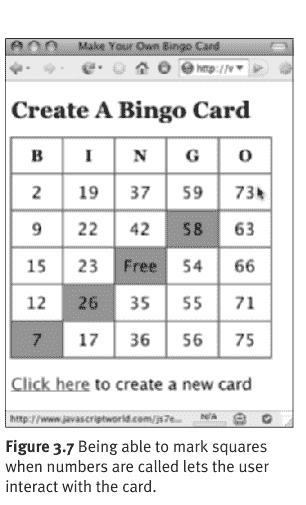 Make Your Own Bingo Card
http://v
Create A Bingo Card
B I N G O
2 19 37 59 73
9 22 42 58 63
15 23 Free 54 66
12 26 35 55 71
7 17 36 56 75
Click here to create a new card
http://www.javascriptworld.com/js7e... N/A
Figure 3.7 Being able to mark squares
when numbers are called lets the user
interact with the card.